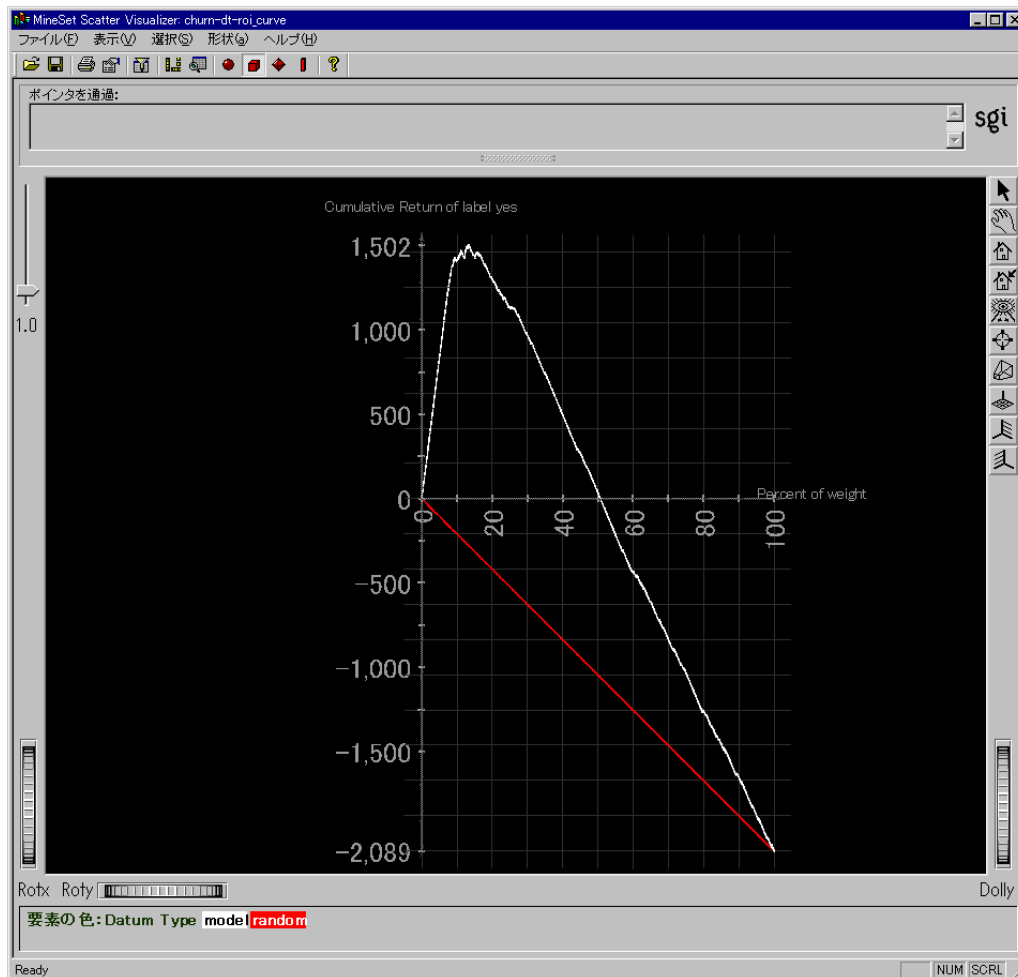 MineSet Scatter Visualizer: churn-dt-roi_curve
ファイル(F) 表示(V) 選択(S) 形状(a) ヘルプ(H)
ポインタを通過:
sgi
1.0
Cumulative Return of label yes
1,502
1,000
500
0
Percent of weight
0 20 40 60 80 100
-500
-1,000
-1,500
-2,089
Rotx Roty
Dolly
要素の色: Datum Type model random
Ready
NUM SCRL